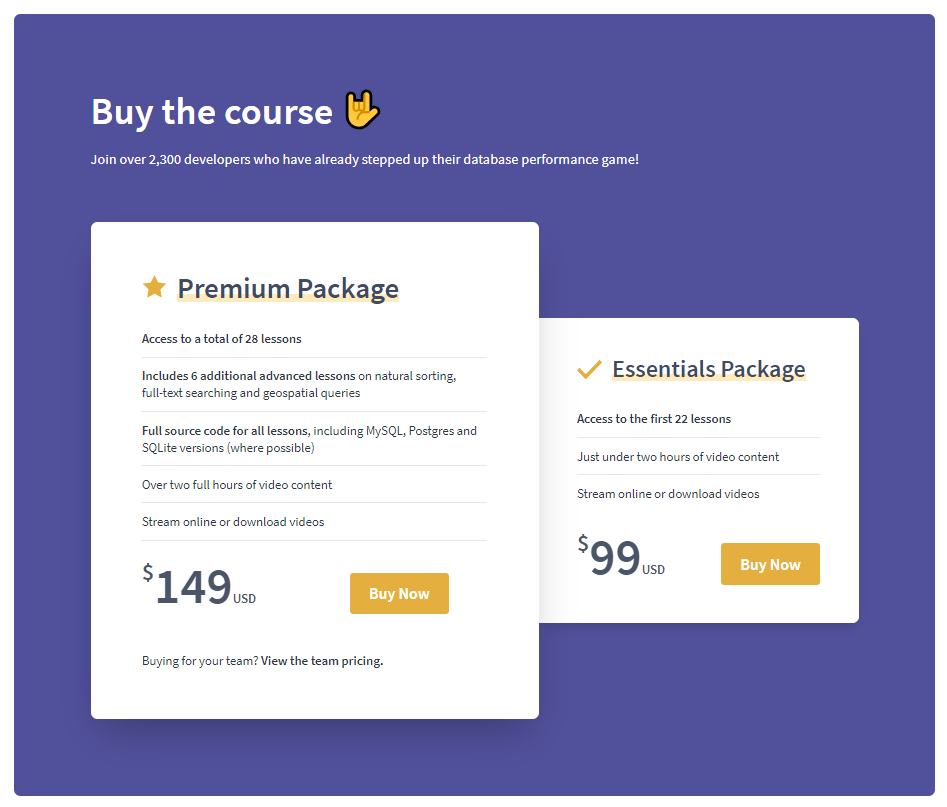 Buy the course
Join over 2,300 developers who have already stepped up their database performance game!
Premium Package
Access to a total of 28 lessons
Includes 6 additional advanced lessons on natural sorting,
full-text searching and geospatial queries
Full source code for all lessons, including MySQL, Postgres and
SQLite versions (where possible)
Over two full hours of video content
Stream online or download videos
$149 USD
Buy Now
Buying for your team? View the team pricing.
Essentials Package
Access to the first 22 lessons
Just under two hours of video content
Stream online or download videos
$99 USD
Buy Now